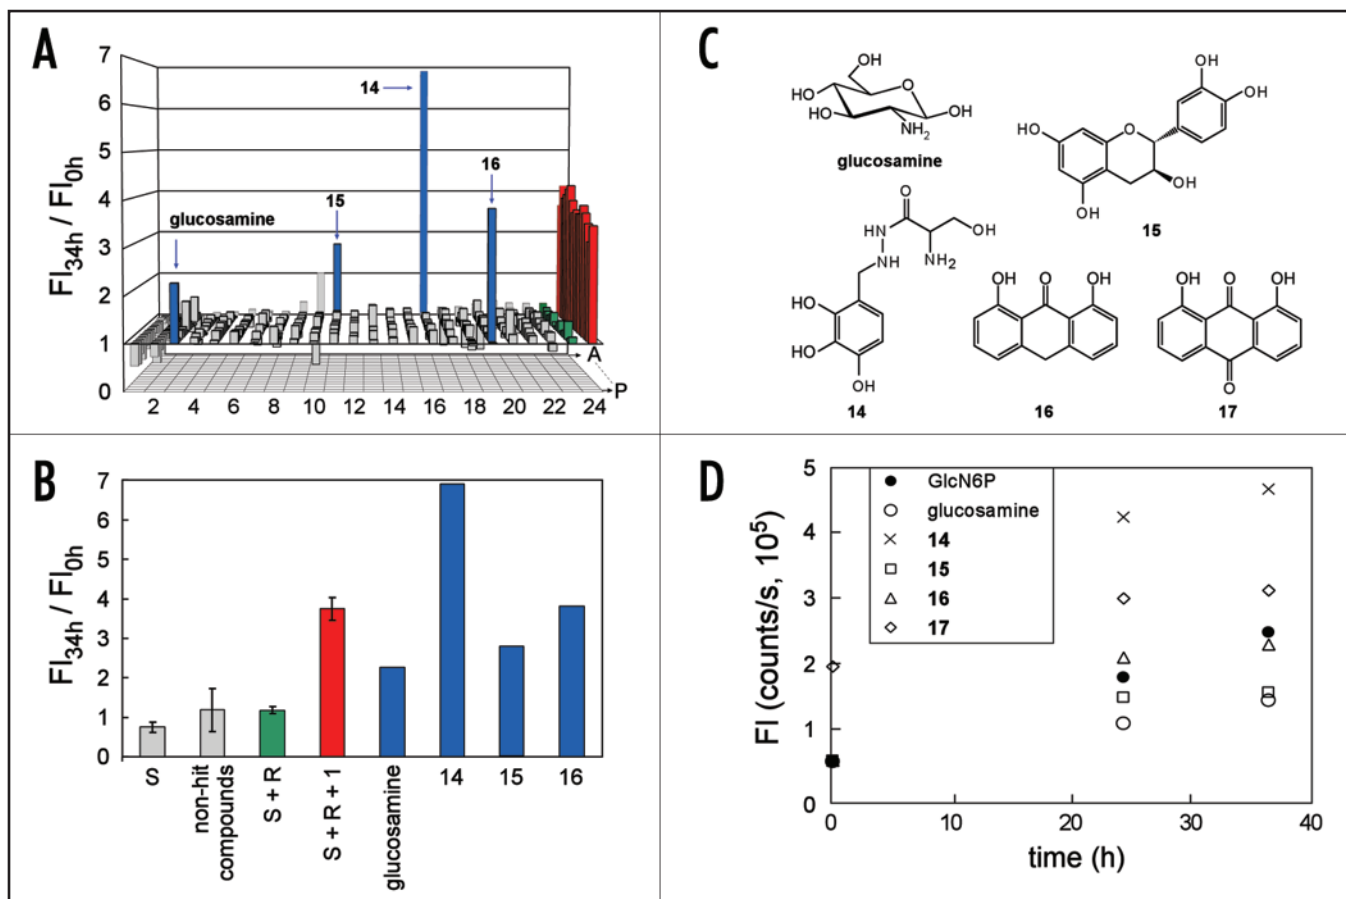 A
FI34h / FI0h
7
6
5
4
3
2
1
0
14
16
15
glucosamine
A
P
2 4 6 8 10 12 14 16 18 20 22 24
B
FI34h / FI0h
7
6
5
4
3
2
1
0
S
non-hit
compounds
S + R
S + R + 1
glucosamine
14
15
16
C
OH
HO
O
HO
OH
NH2
glucosamine
OH
OH
HO
O
OH
OH
15
O
NH
OH
NH
NH2
HO
HO
OH
14
OH O OH
16
OH O OH
O
17
D
FI (counts/s, 10^5)
5
4
3
2
1
0
GlcN6P
glucosamine
14
15
16
17
0 10 20 30 40
time (h)